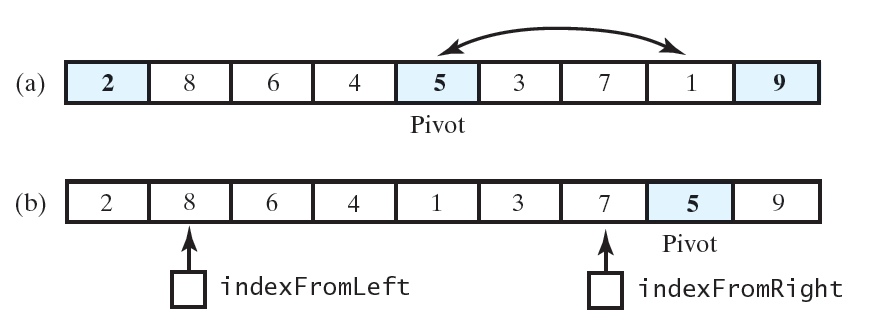 (a) 2 8 6 4 5 3 7 1 9
Pivot
(b) 2 8 6 4 1 3 7 5 9
Pivot
indexFromLeft indexFromRight